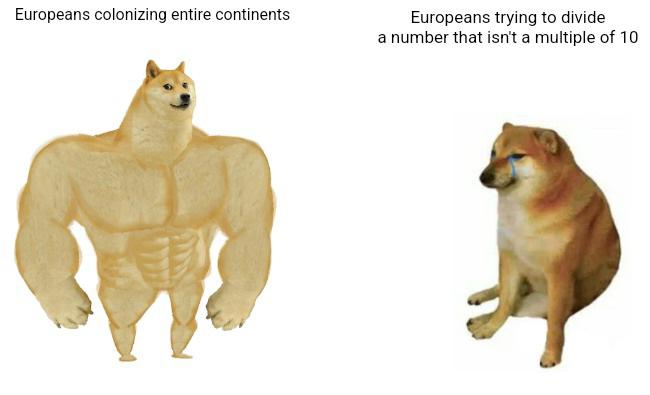 Europeans colonizing entire continents
Europeans trying to divide
a number that isn't a multiple of 10